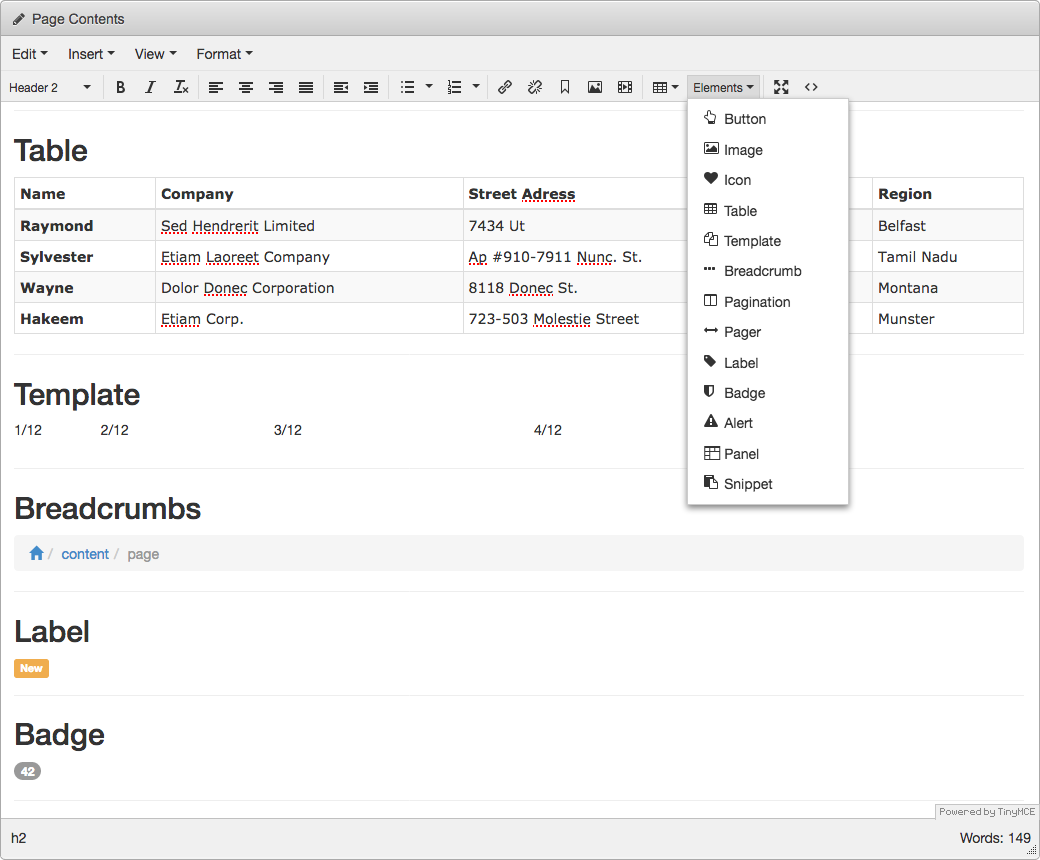 Page Contents
Edit Insert View Format
Header 2 B I Tx Elements
Button
Image
Icon
Table
Template
Breadcrumb
Pagination
Pager
Label
Badge
Alert
Panel
Snippet
Table
Name Company Street Adress Region
Raymond Sed Hendrerit Limited 7434 Ut Belfast
Sylvester Etiam Laoreet Company Ap #910-7911 Nunc. St. Tamil Nadu
Wayne Dolor Donec Corporation 8118 Donec St. Montana
Hakeem Etiam Corp. 723-503 Molestie Street Munster
Template
1/12 2/12 3/12 4/12
Breadcrumbs
/ content / page
Label
New
Badge
42
Powered by TinyMCE
h2 Words: 149